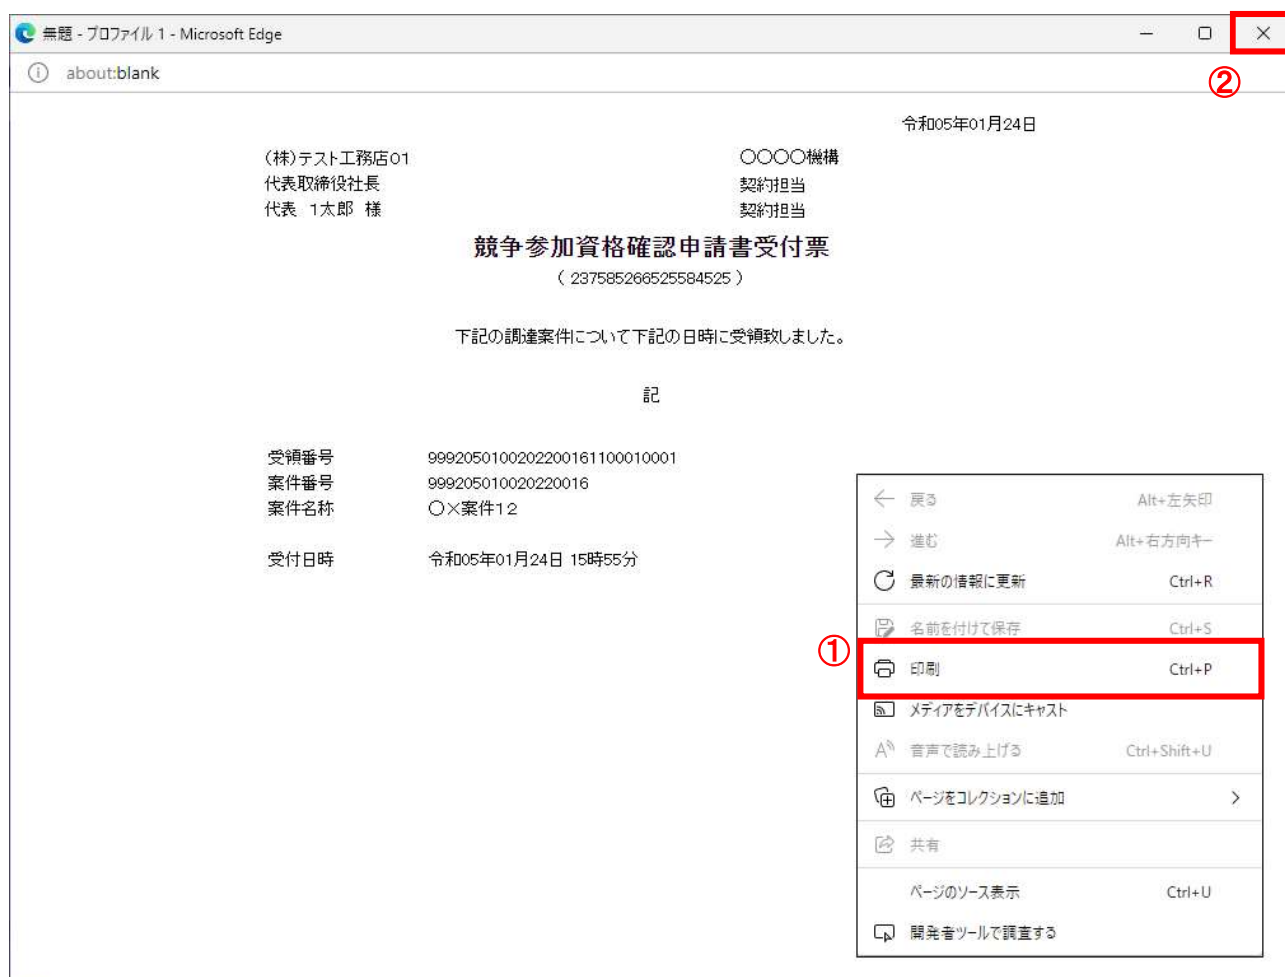 無題 - プロファイル 1 - Microsoft Edge
②
about:blank
令和05年01月24日
(株)テスト工務店01
代表取締役社長
代表 1太郎 様
〇〇〇〇機構
契約担当
契約担当
競争参加資格確認申請書受付票
( 237585266525584525 )
下記の調達案件について下記の日時に受領致しました。
記
受領番号 9992050100202200161100010001
案件番号 999205010020220016
案件名称 〇×案件12
受付日時 令和05年01月24日 15時55分
戻る Alt+左矢印
進む Alt+右方向キー
最新の情報に更新 Ctrl+R
名前を付けて保存 Ctrl+S
①
印刷 Ctrl+P
メディアをデバイスにキャスト
音声で読み上げる Ctrl+Shift+U
ページをコレクションに追加
共有
ページのソース表示 Ctrl+U
開発者ツールで調査する